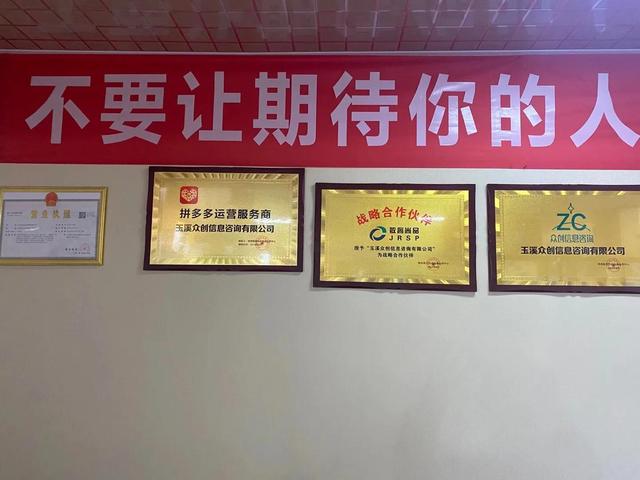 不要让期待你的人
营业执照
拼多多运营服务商
玉溪众创信息咨询有限公司
战略合作伙伴
JRSP
授予“玉溪众创信息咨询有限公司”
为战略合作伙伴
ZC
众创信息咨询
玉溪众创信息咨询有限公司